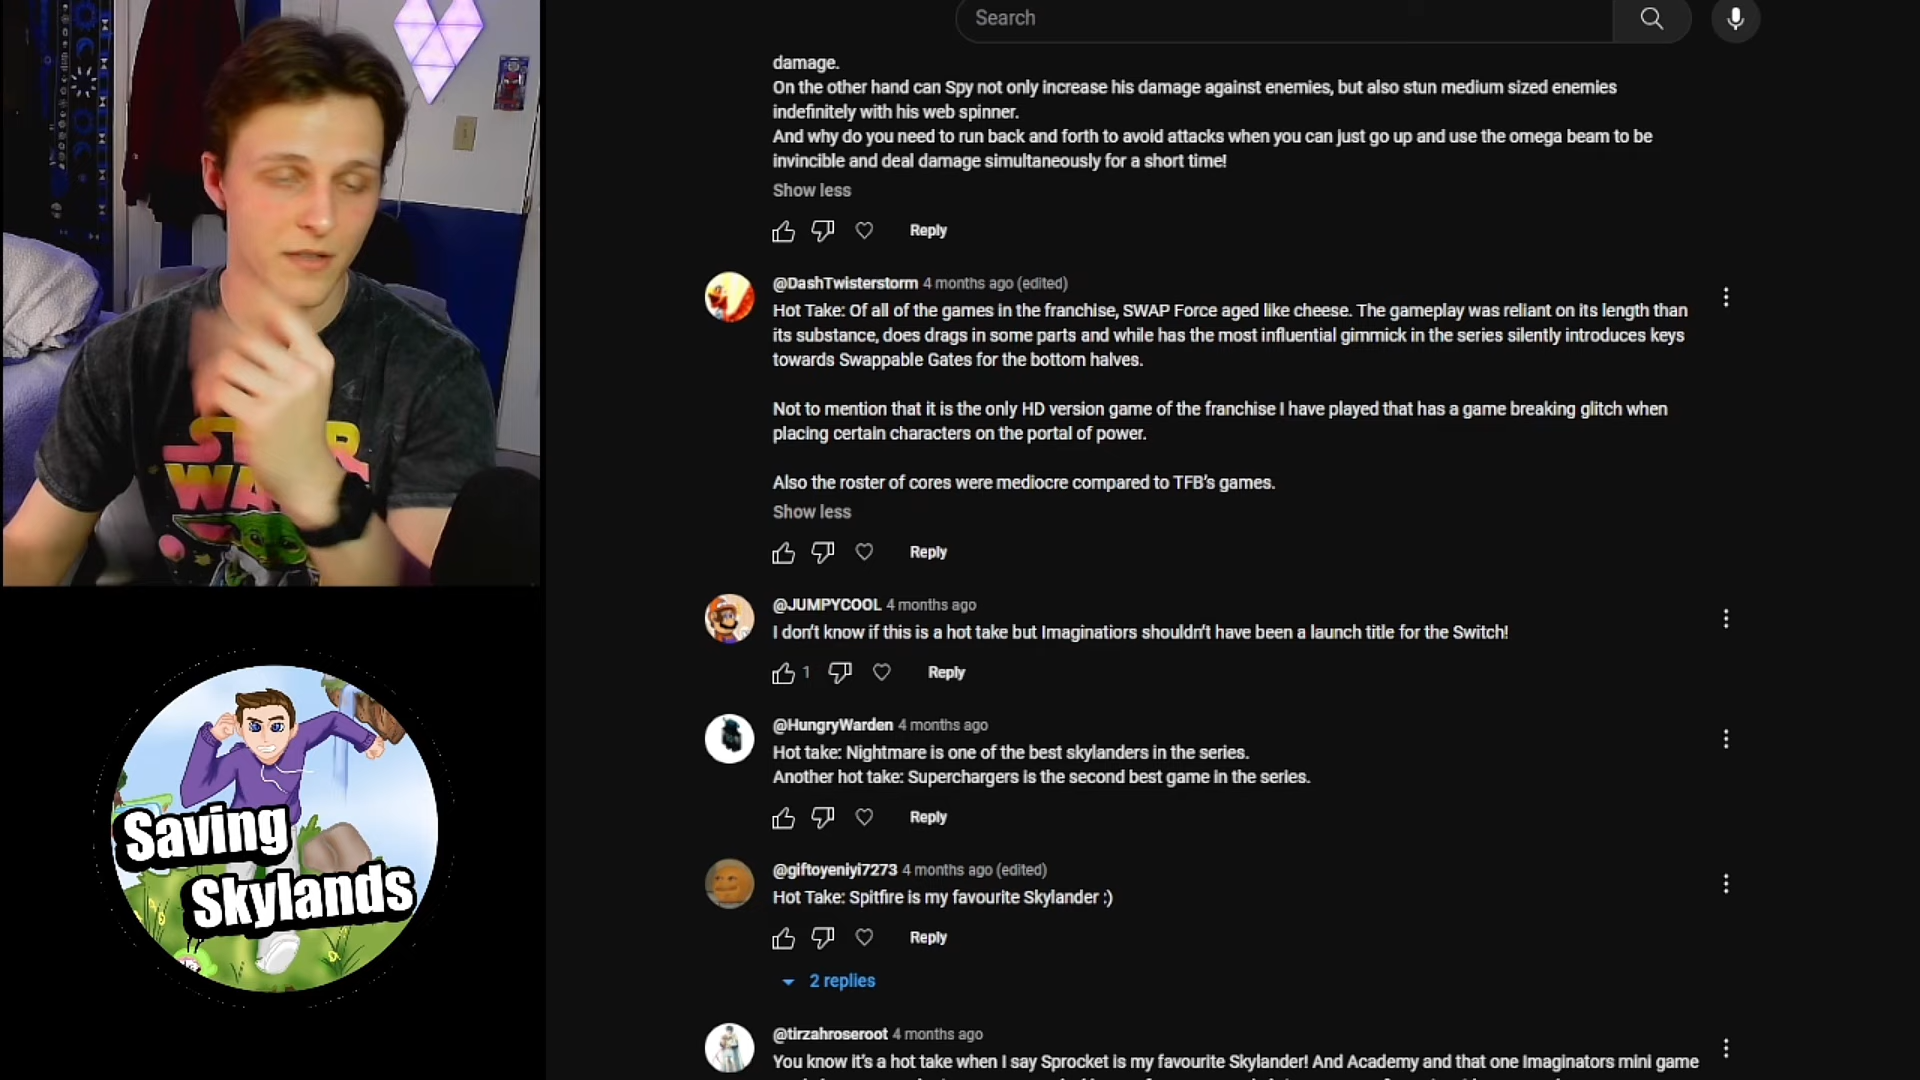 Search
damage.
On the other hand can Spy not only increase his damage against enemies, but also stun medium sized enemies
indefinitely with his web spinner.
And why do you need to run back and forth to avoid attacks when you can just go up and use the omega beam to be
invincible and deal damage simultaneously for a short time!
Show less
Reply
@DashTwisterstorm 4 months ago (edited)
Hot Take: Of all of the games in the franchise, SWAP Force aged like cheese. The gameplay was reliant on its length than
its substance, does drags in some parts and while has the most influential gimmick in the series silently introduces keys
towards Swappable Gates for the bottom halves.
Not to mention that it is the only HD version game of the franchise I have played that has a game breaking glitch when
placing certain characters on the portal of power.
Also the roster of cores were mediocre compared to TFB's games.
Show less
Reply
@JUMPYCOOL 4 months ago
I don't know if this is a hot take but Imaginatiors shouldn't have been a launch title for the Switch!
1 Reply
@HungryWarden 4 months ago
Hot take: Nightmare is one of the best skylanders in the series.
Another hot take: Superchargers is the second best game in the series.
Reply
@giftoyeniyi7273 4 months ago (edited)
Hot Take: Spitfire is my favourite Skylander :)
Reply
2 replies
@tirzahroseroot 4 months ago
You know it's a hot take when I say Sprocket is my favourite Skylander! And Academy and that one Imaginators mini game
STAR
WA
Saving
Skylands